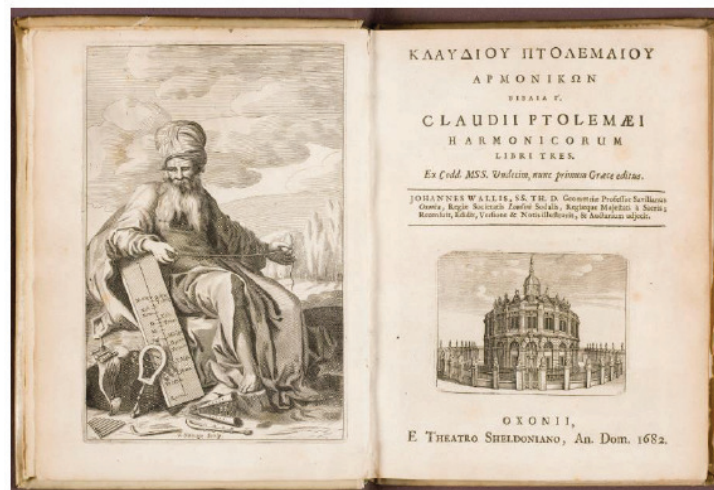 ΚΛΑΥΔΙΟΥ ΠΤΟΛΕΜΑΙΟΥ
ΑΡΜΟΝΙΚΩΝ
ΒΙΒΛΙΑ Γ.
CLAUDII PTOLEMÆI
HARMONICORUM
LIBRI TRES.
Ex Codd. MSS. Undecim, nunc primum Græce editus.
JOHANNES WALLIS, SS. TH. D. Geometriæ Professor Savilianus
Oxoniæ, Regiæ Societatis Londini Sodalis, Regiæque Majestati à Sacris;
Recensuit, Edidit, Versione & Notis illustravit, & Auctarium adjecit.
OXONII,
E THEATRO SHELDONIANO, An. Dom. 1682.